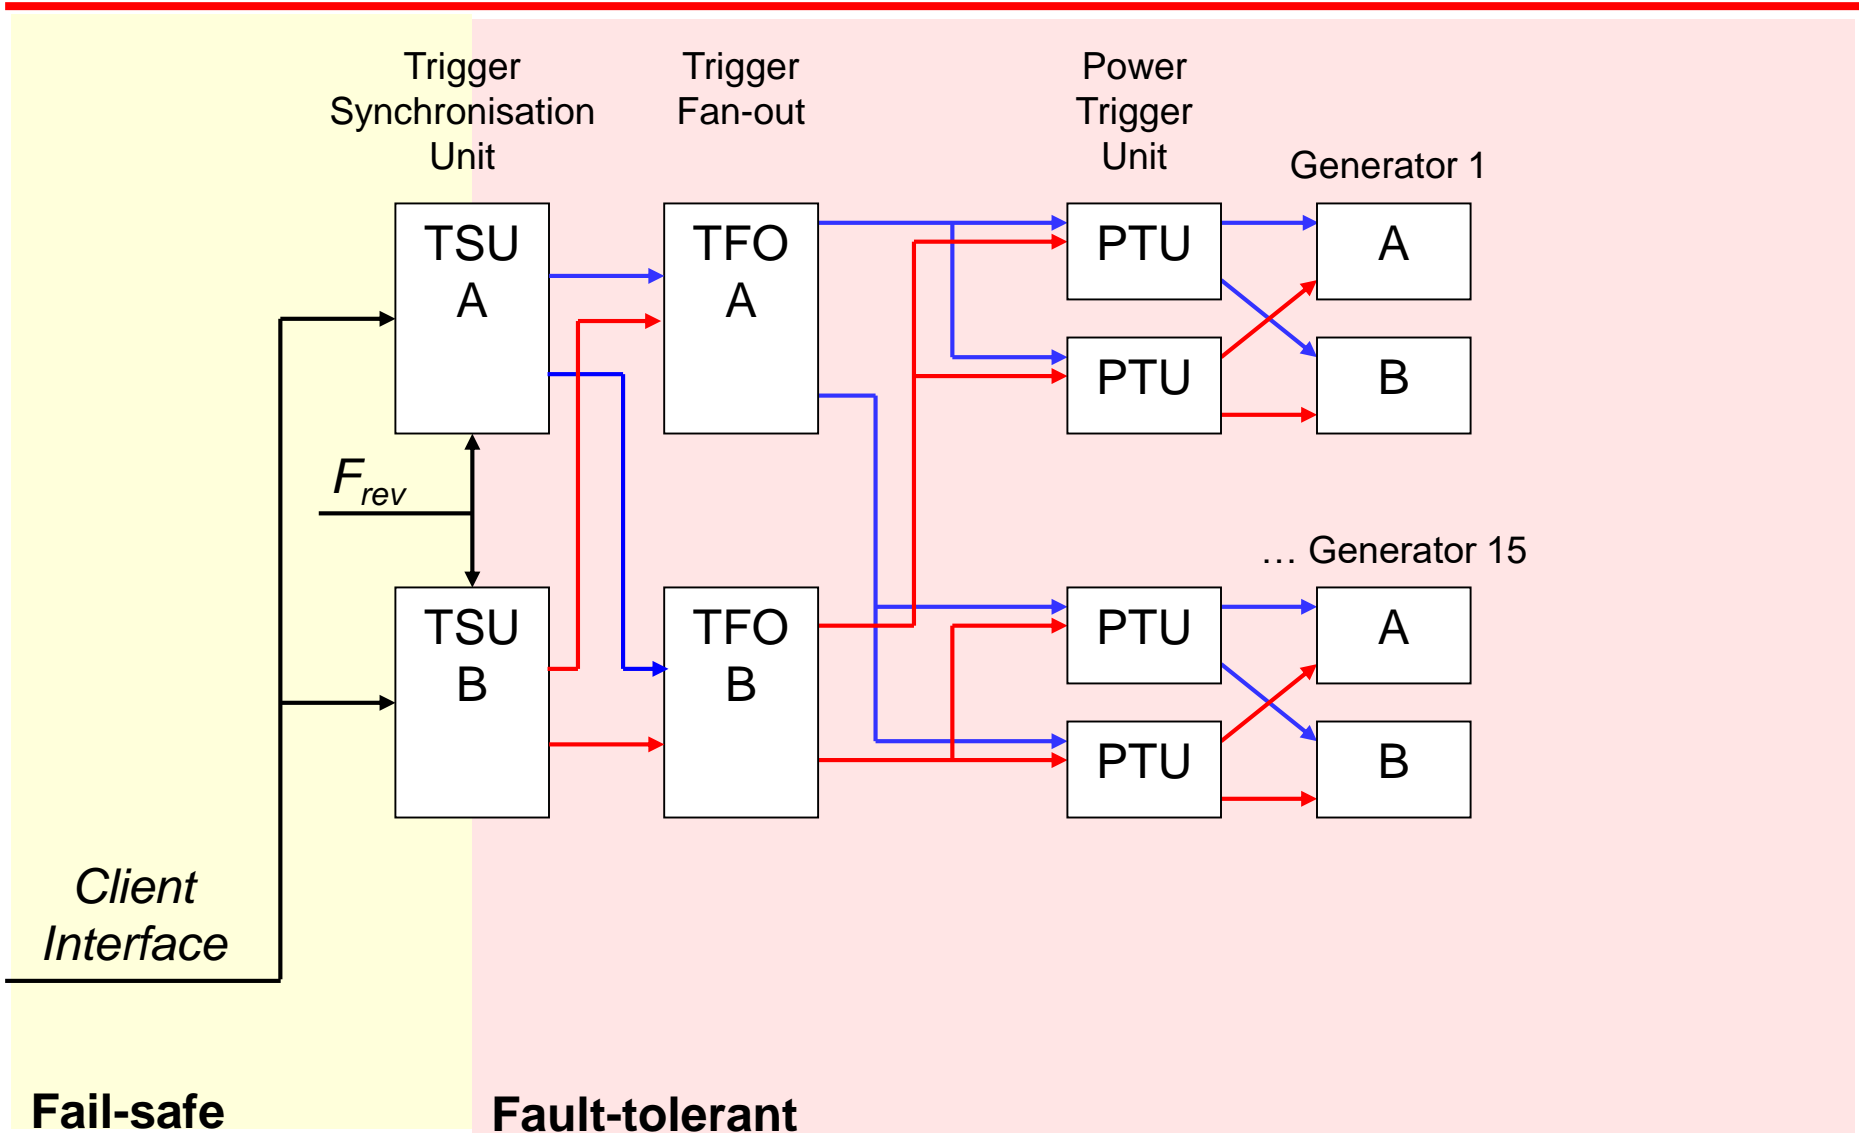 Trigger
Synchronisation
Unit
Trigger
Fan-out
Power
Trigger
Unit
Generator 1
TSU
A
TFO
A
PTU
A
PTU
B
Frev
… Generator 15
TSU
B
TFO
B
PTU
A
PTU
B
Client
Interface
Fail-safe
Fault-tolerant